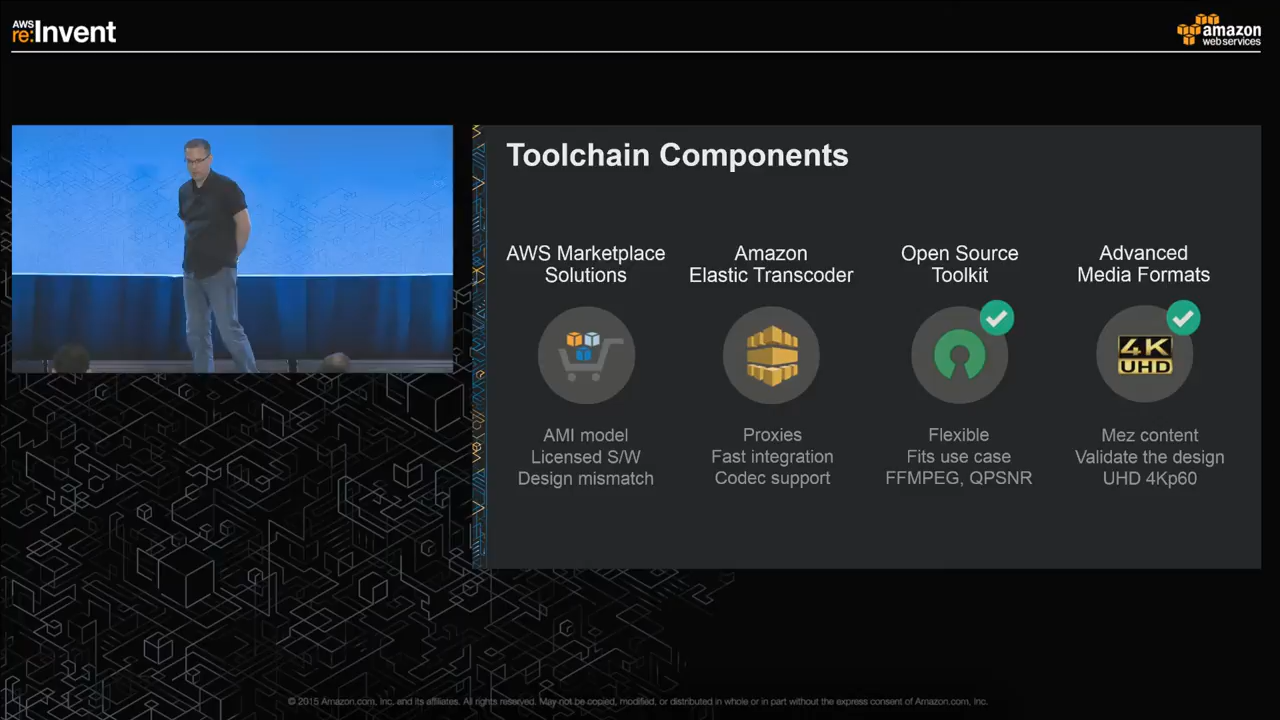 AWS
re:Invent
amazon
web services
Toolchain Components
AWS Marketplace
Solutions
Amazon
Elastic Transcoder
Open Source
Toolkit
Advanced
Media Formats
4K
UHD
AMI model
Licensed S/W
Design mismatch
Proxies
Fast integration
Codec support
Flexible
Fits use case
FFMPEG, QPSNR
Mez content
Validate the design
UHD 4Kp60
© 2015 Amazon.com, Inc. and its affiliates. All rights reserved. May not be copied, modified, or distributed in whole or in part without the express consent of Amazon.com, Inc.